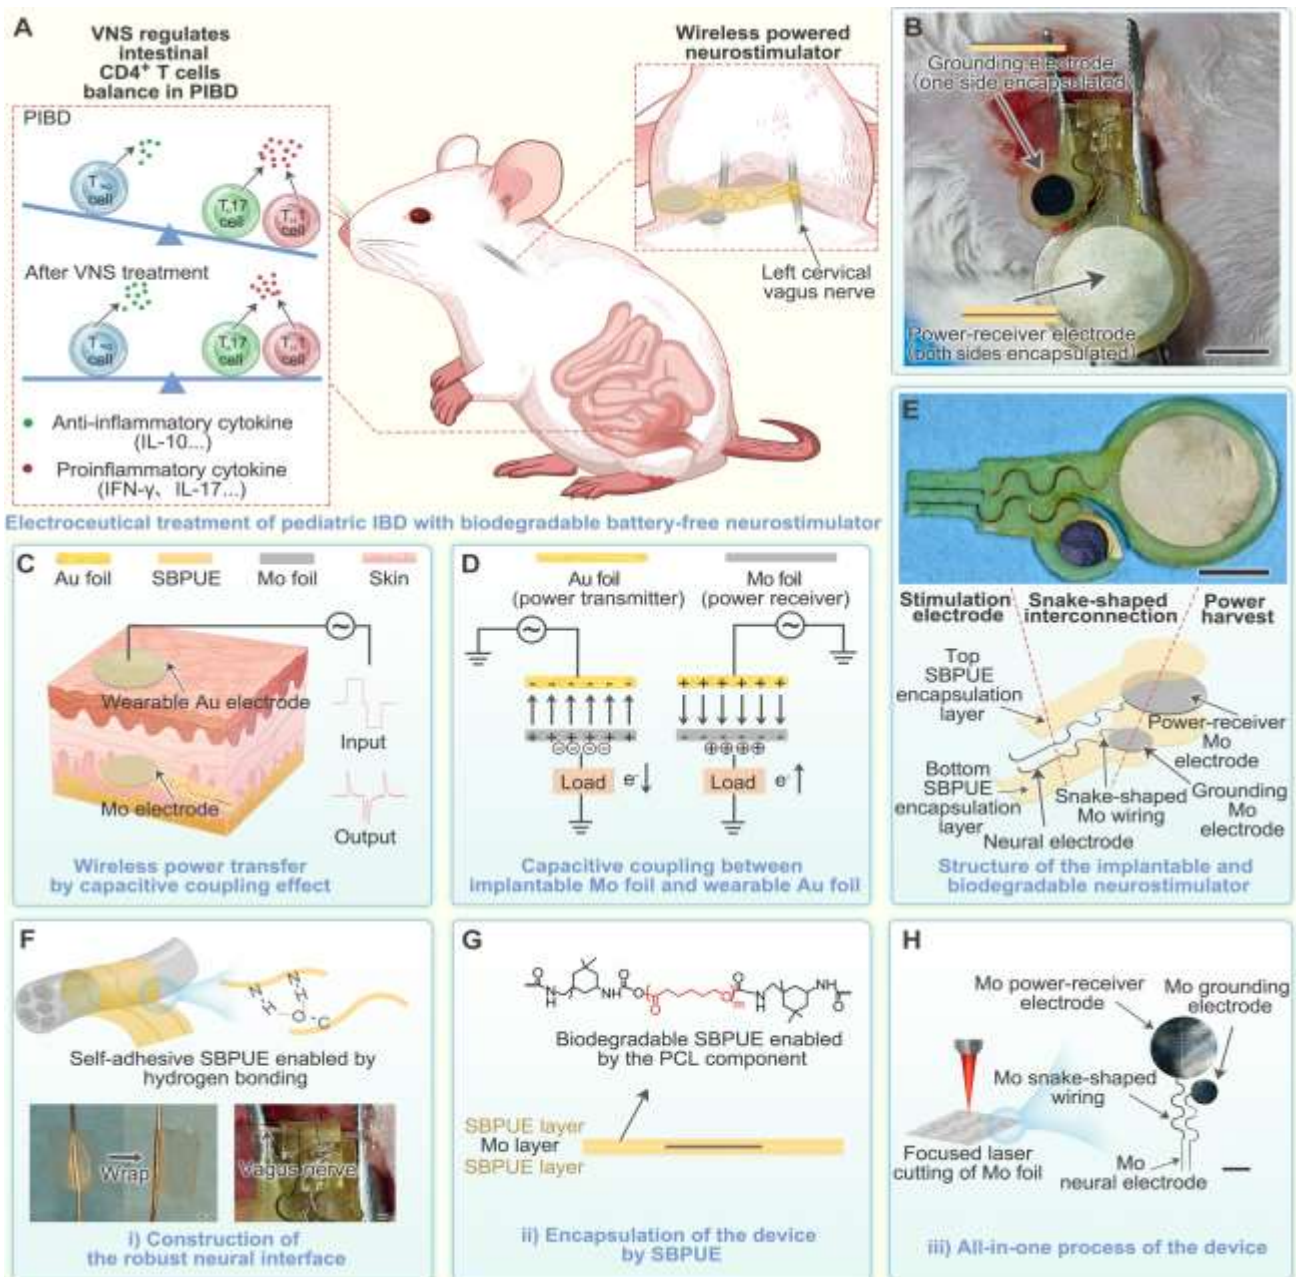 A
VNS regulates
intestinal
CD4⁺ T cells
balance in PIBD
PIBD
cell
Tₕ17
cell
Tₕ1
cell
After VNS treatment
cell
Tₕ17
cell
Tₕ1
cell
Anti-inflammatory cytokine
(IL-10...)
Proinflammatory cytokine
(IFN-γ、IL-17...)
Wireless powered
neurostimulator
Left cervical
vagus nerve
Electroceutical treatment of pediatric IBD with biodegradable battery-free neurostimulator
B
Grounding electrode
(one side encapsulated)
Power-receiver electrode
(both sides encapsulated)
C
Au foil
SBPUE
Mo foil
Skin
~
Wearable Au electrode
Input
Mo electrode
Output
Wireless power transfer
by capacitive coupling effect
D
Au foil
(power transmitter)
Mo foil
(power receiver)
~
~
- - - - - -
+ + + + + +
+ + + + + +
- - - - - -
⊖⊖⊖⊖
⊕⊕⊕⊕
Load
e⁻
Load
e⁻
Capacitive coupling between
implantable Mo foil and wearable Au foil
E
Stimulation
electrode
Snake-shaped
interconnection
Power
harvest
Top
SBPUE
encapsulation
layer
Power-receiver
Mo
electrode
Bottom
SBPUE
encapsulation
layer
Snake-shaped
Mo wiring
Grounding
Mo
electrode
Neural electrode
Structure of the implantable and
biodegradable neurostimulator
F
N
H
N
H
O
C
Self-adhesive SBPUE enabled by
hydrogen bonding
Wrap
Vagus nerve
i) Construction of
the robust neural interface
G
O
N
H
NH
O
O
O
O
m
O
N
H
NH
O
Biodegradable SBPUE enabled
by the PCL component
SBPUE layer
Mo layer
SBPUE layer
ii) Encapsulation of the device
by SBPUE
H
Mo power-receiver
electrode
Mo grounding
electrode
Mo snake-shaped
wiring
Focused laser
cutting of Mo foil
Mo
neural electrode
iii) All-in-one process of the device